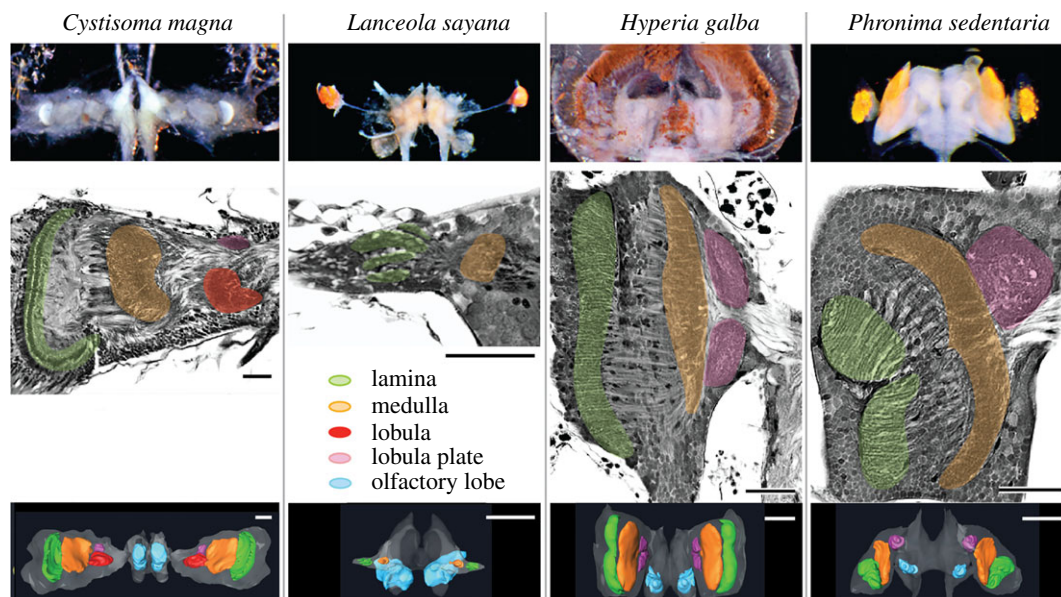 Cystisoma magna
Lanceola sayana
Hyperia galba
Phronima sedentaria
lamina
medulla
lobula
lobula plate
olfactory lobe